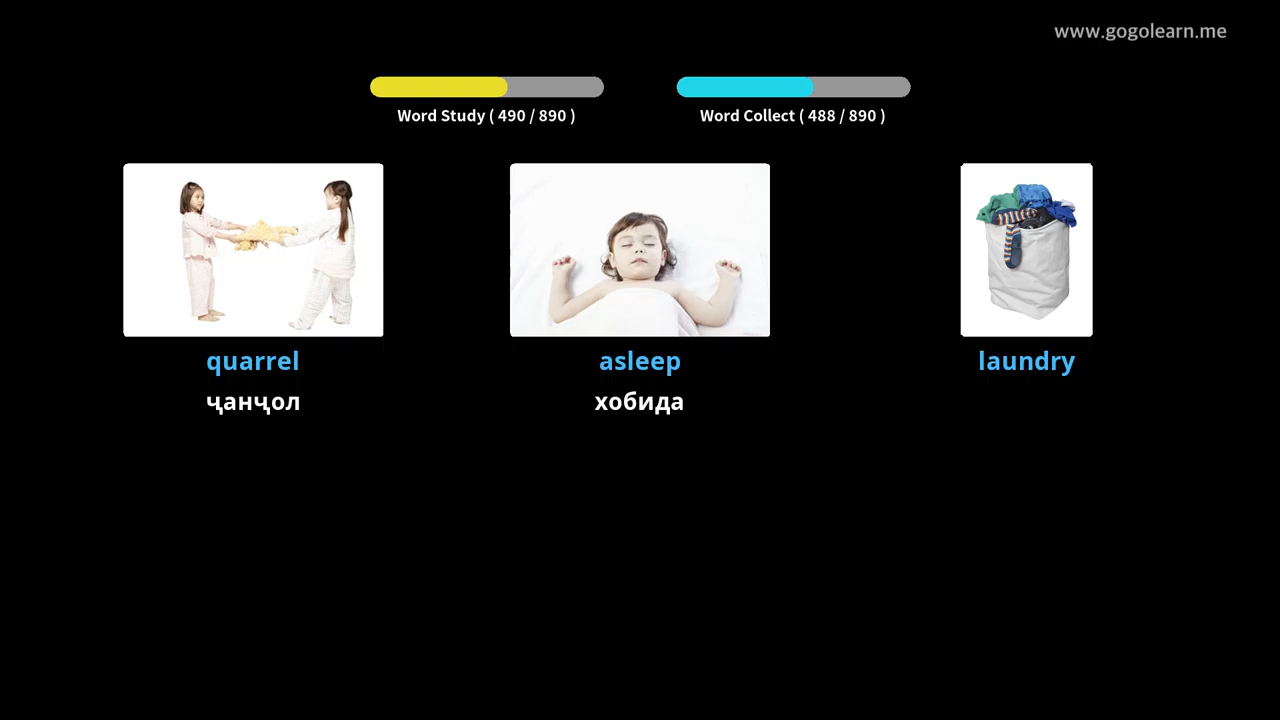 www.gogolearn.me
Word Study ( 490 / 890 )
Word Collect ( 488 / 890 )
quarrel
asleep
laundry
ҷанҷол
хобида